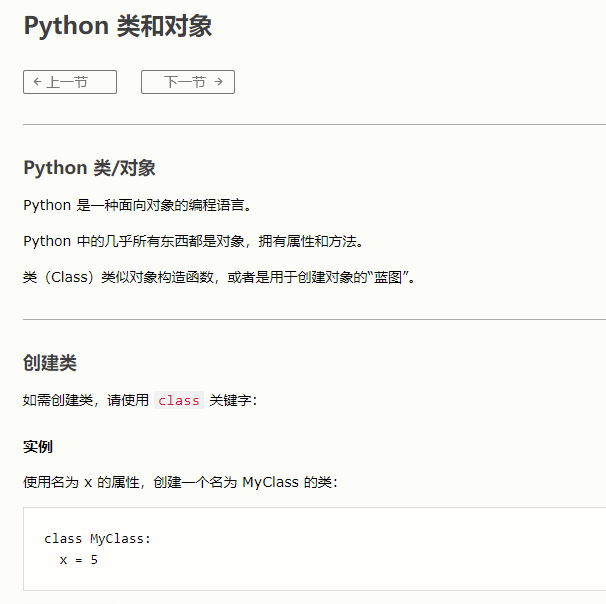 Python 类和对象
← 上一节 下一节 →
Python 类/对象
Python 是一种面向对象的编程语言。
Python 中的几乎所有东西都是对象，拥有属性和方法。
类（Class）类似对象构造函数，或者是用于创建对象的“蓝图”。
创建类
如需创建类，请使用 class 关键字：
实例
使用名为 x 的属性，创建一个名为 MyClass 的类：
class MyClass:
  x = 5